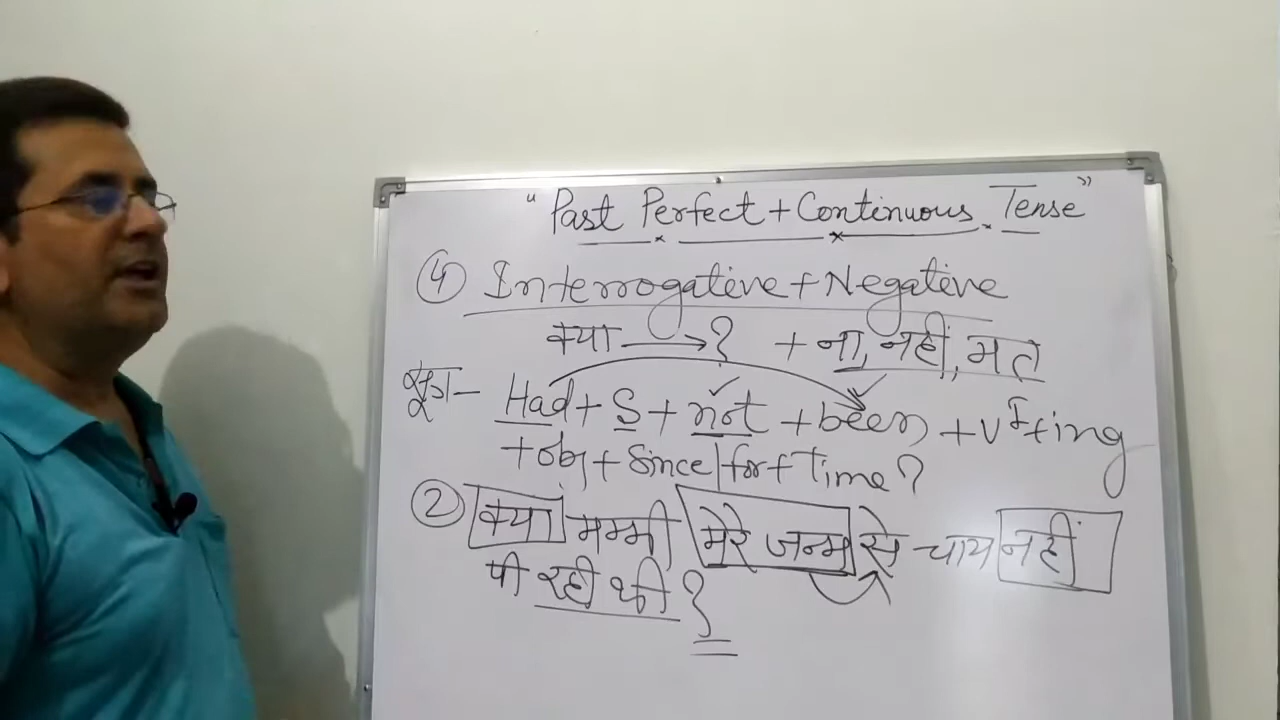 "Past Perfect + Continuous Tense"
④ Interrogative + Negative
क्या → ? + ना, नहीं, मत
सूत्र - Had + S + not + been + V I + ing
+ obj + Since/for + Time?
② क्या मम्मी मेरे जन्म से चाय नहीं
पी रही थी ?